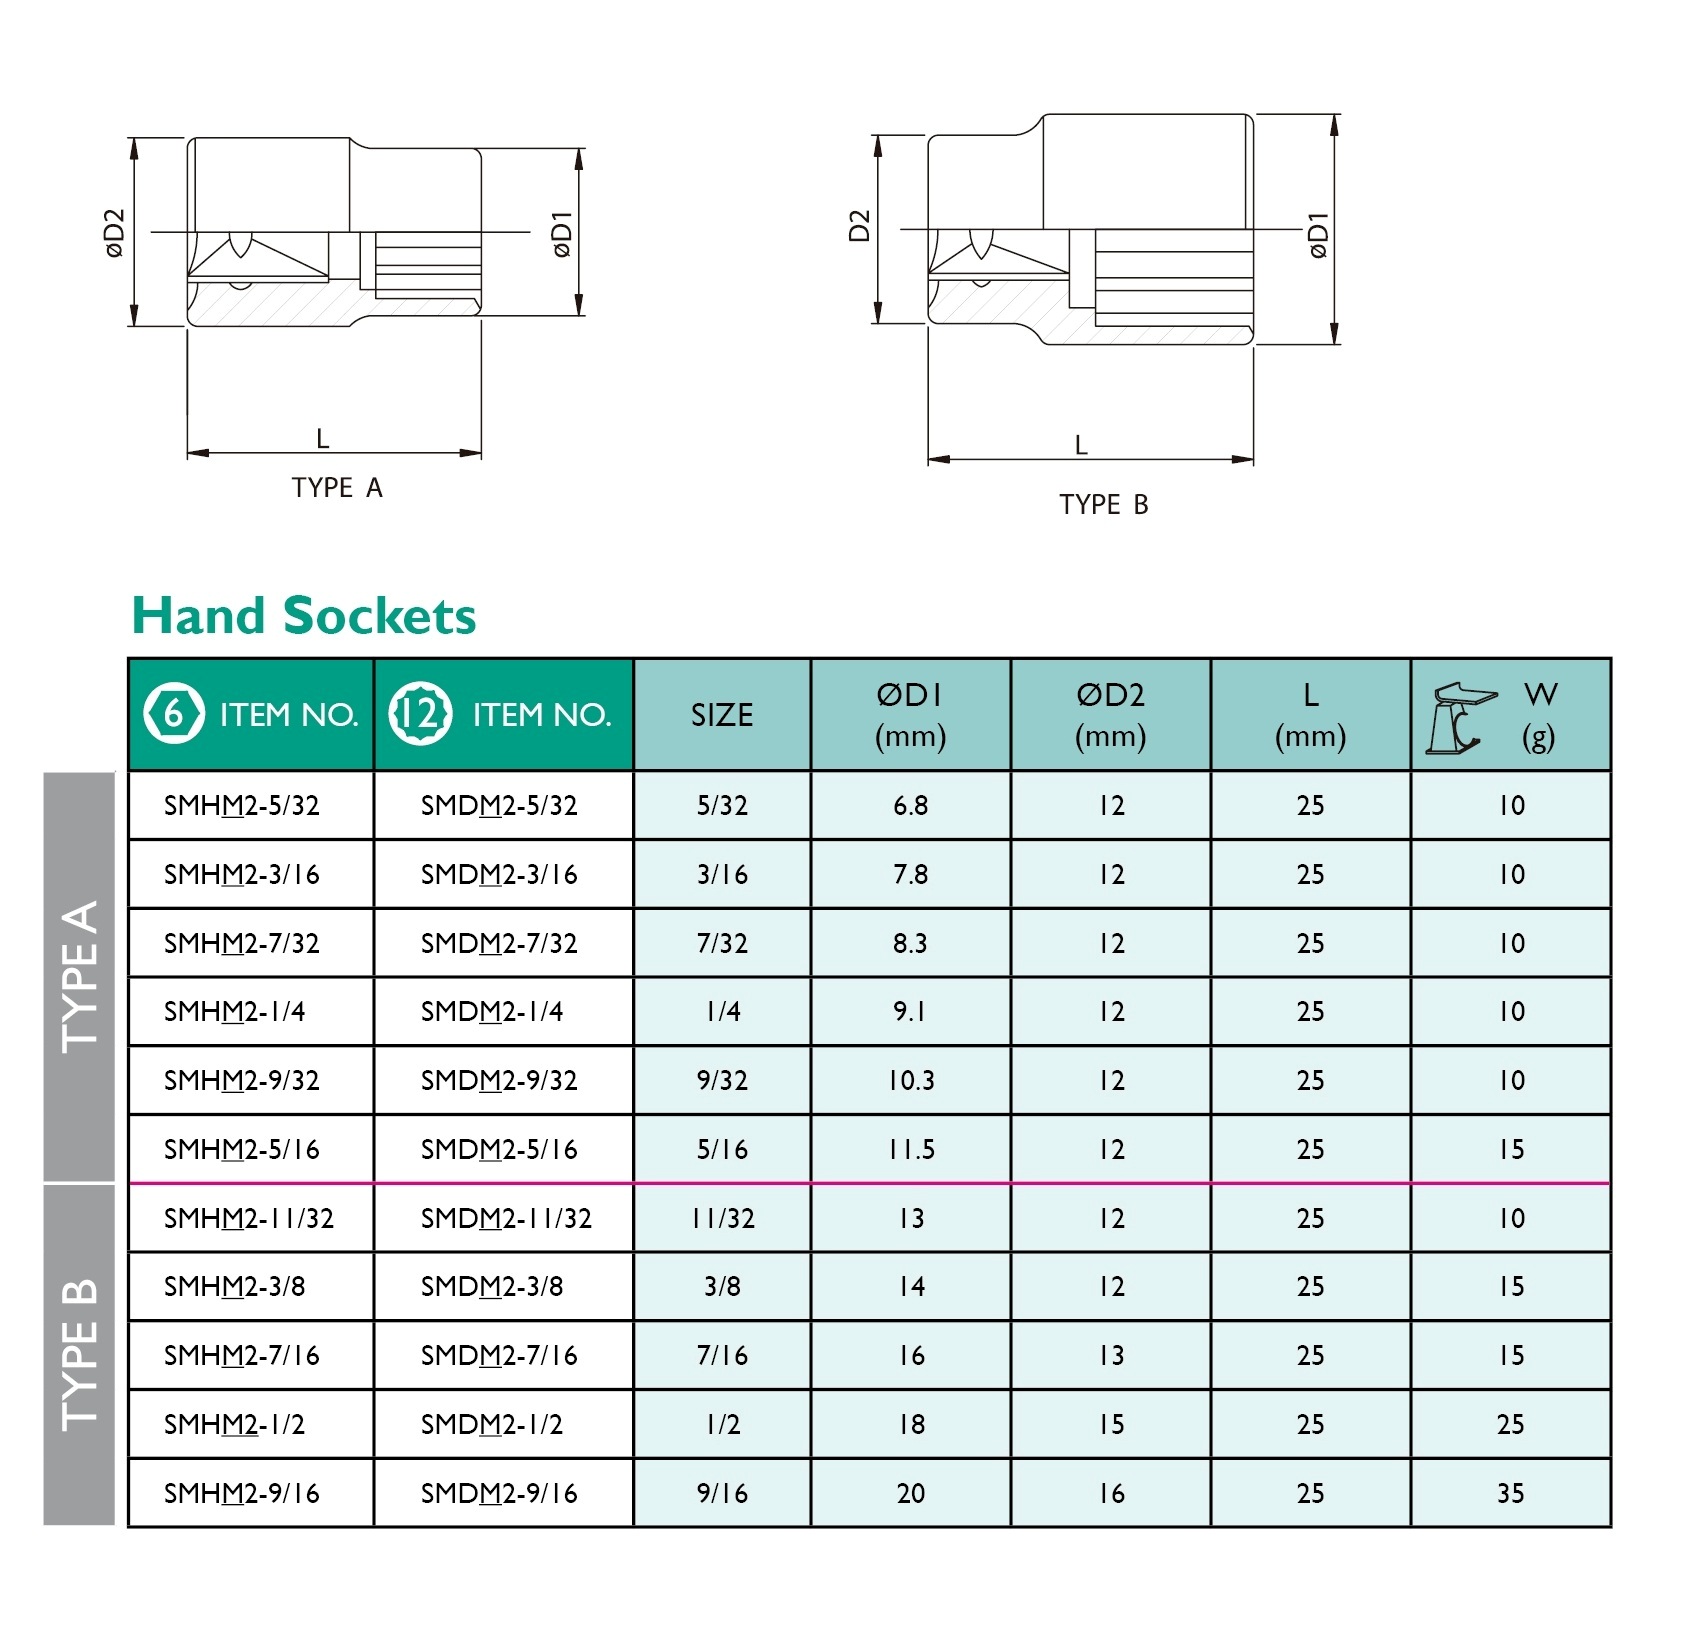 øD2
øD1
L
TYPE A
D2
øD1
L
TYPE B
Hand Sockets
6 ITEM NO. 12 ITEM NO. SIZE ØD1 (mm) ØD2 (mm) L (mm) W (g)
TYPE A
SMHM2-5/32 SMDM2-5/32 5/32 6.8 12 25 10
SMHM2-3/16 SMDM2-3/16 3/16 7.8 12 25 10
SMHM2-7/32 SMDM2-7/32 7/32 8.3 12 25 10
SMHM2-1/4 SMDM2-1/4 1/4 9.1 12 25 10
SMHM2-9/32 SMDM2-9/32 9/32 10.3 12 25 10
SMHM2-5/16 SMDM2-5/16 5/16 11.5 12 25 15
TYPE B
SMHM2-11/32 SMDM2-11/32 11/32 13 12 25 10
SMHM2-3/8 SMDM2-3/8 3/8 14 12 25 15
SMHM2-7/16 SMDM2-7/16 7/16 16 13 25 15
SMHM2-1/2 SMDM2-1/2 1/2 18 15 25 25
SMHM2-9/16 SMDM2-9/16 9/16 20 16 25 35